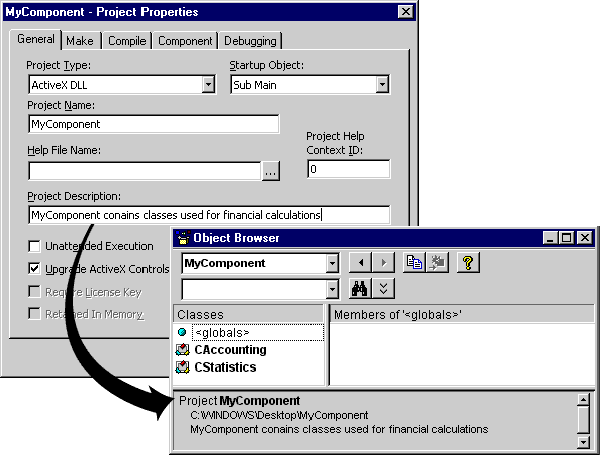 MyComponent - Project Properties
General Make Compile Component Debugging
Project Type: Startup Object:
ActiveX DLL Sub Main
Project Name:
MyComponent
Project Help
Help File Name: Context ID:
... 0
Project Description:
MyComponent conains classes used for financial calculations
Unattended Execution
Upgrade ActiveX Controls
Require License Key
Retained In Memory
Object Browser
MyComponent
Classes Members of '<globals>'
<globals>
CAccounting
CStatistics
Project MyComponent
C:\WINDOWS\Desktop\MyComponent
MyComponent conains classes used for financial calculations